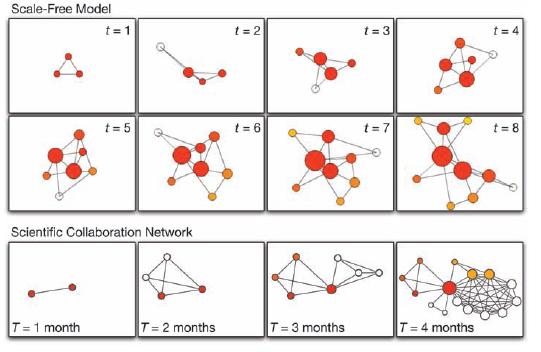 Scale-Free Model
t = 1
t = 2
t = 3
t = 4
t = 5
t = 6
t = 7
t = 8
Scientific Collaboration Network
T = 1 month
T = 2 months
T = 3 months
T = 4 months